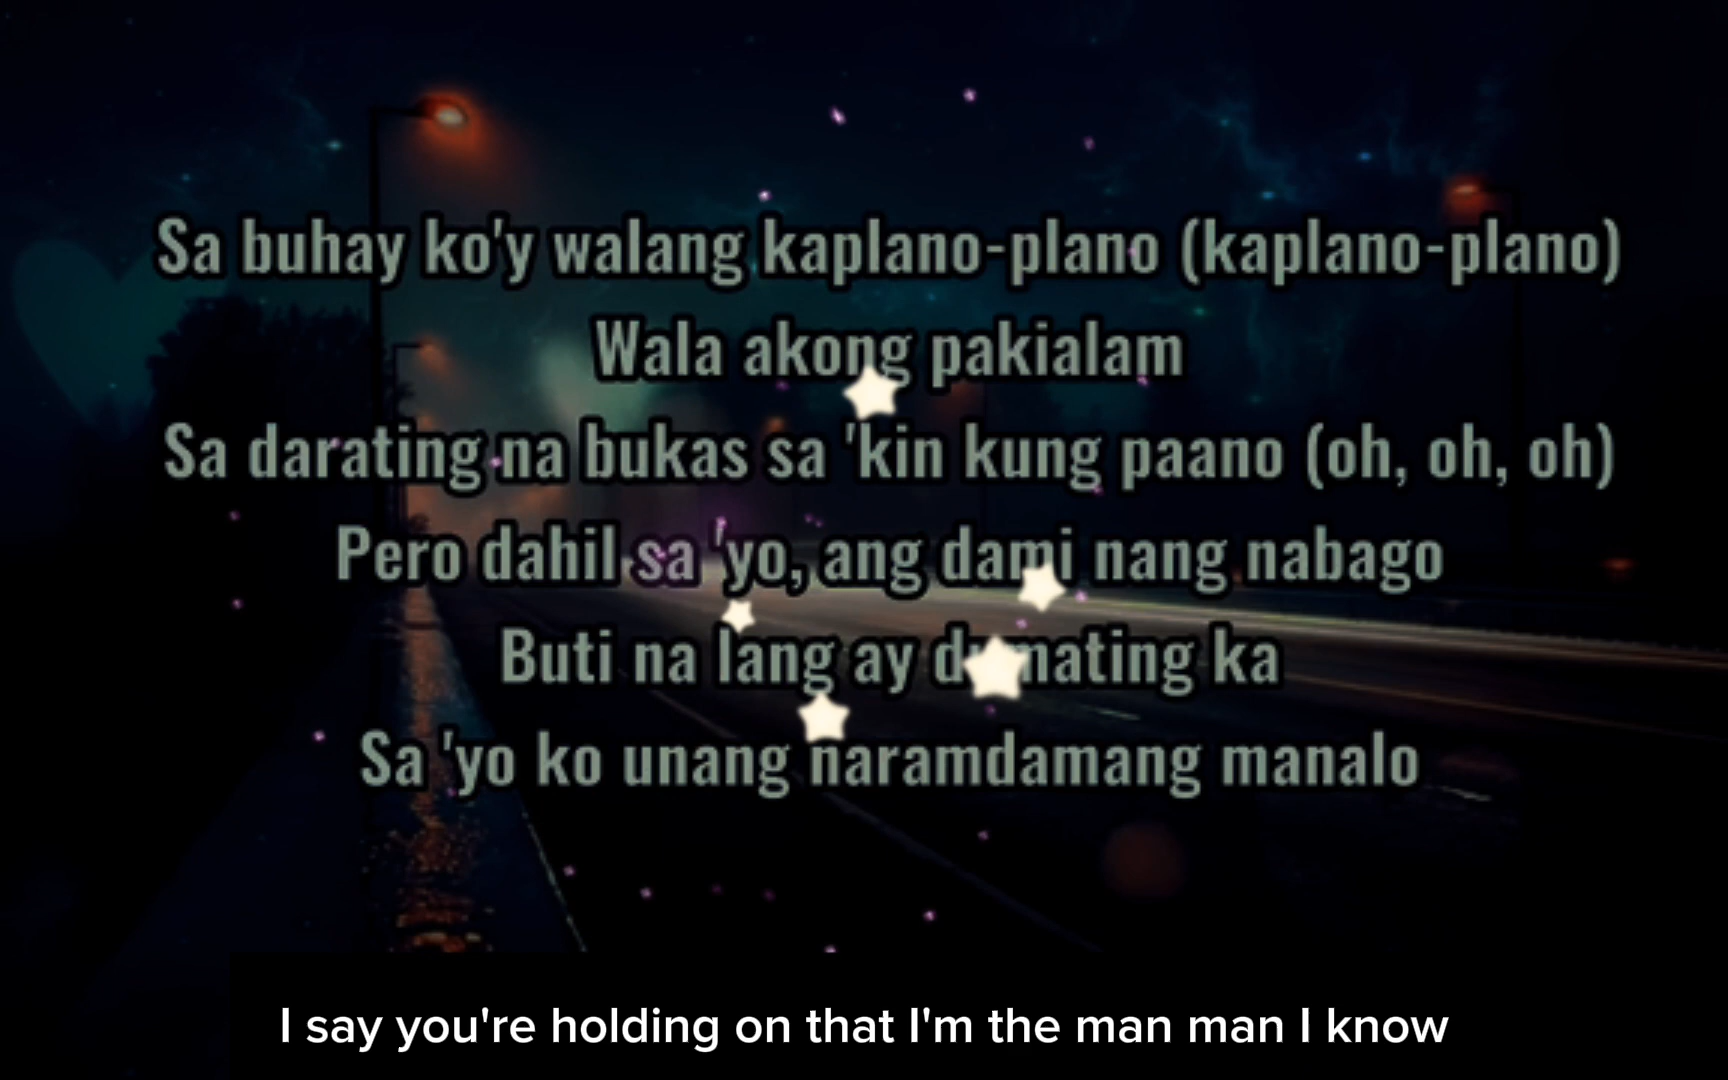 Sa buhay ko'y walang kaplano-plano (kaplano-plano)
Wala akong pakialam
Sa darating na bukas sa 'kin kung paano (oh, oh, oh)
Pero dahil sa 'yo, ang dami nang nabago
Buti na lang ay dumating ka
Sa 'yo ko unang naramdamang manalo
I say you're holding on that I'm the man man I know